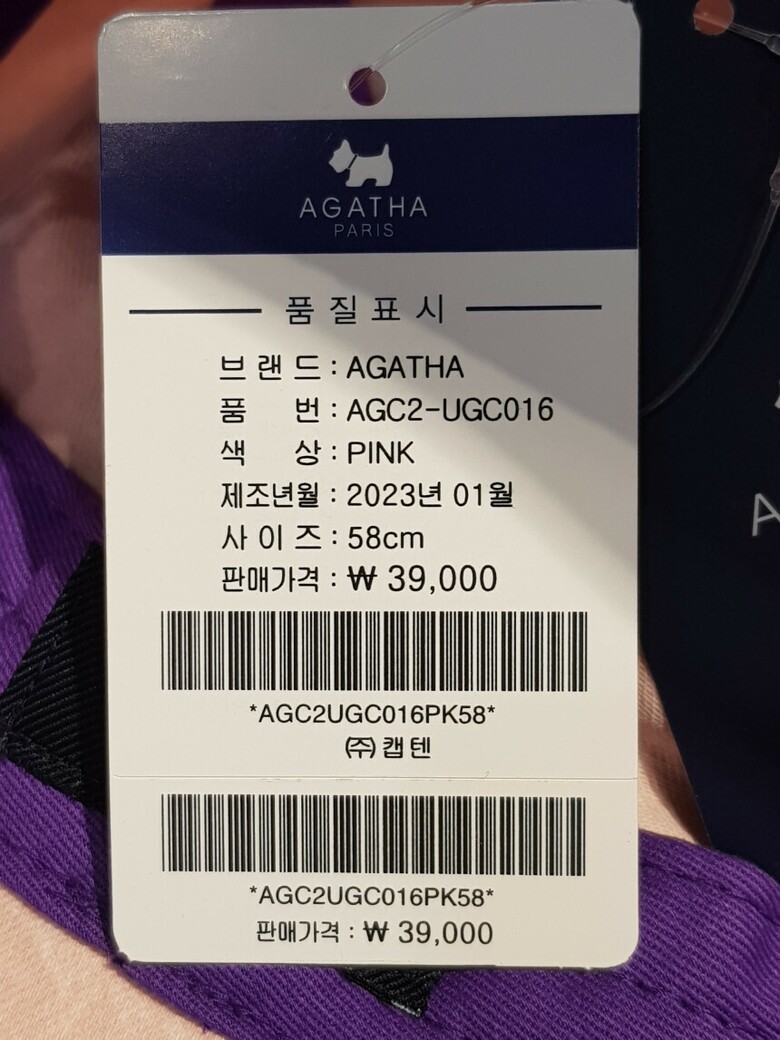 AGATHA
PARIS
품질표시
브랜드 : AGATHA
품 번 : AGC2-UGC016
색 상 : PINK
제조년월 : 2023년 01월
사이즈 : 58cm
판매가격 : ₩ 39,000
*AGC2UGC016PK58*
㈜캡텐
*AGC2UGC016PK58*
판매가격 : ₩ 39,000
A